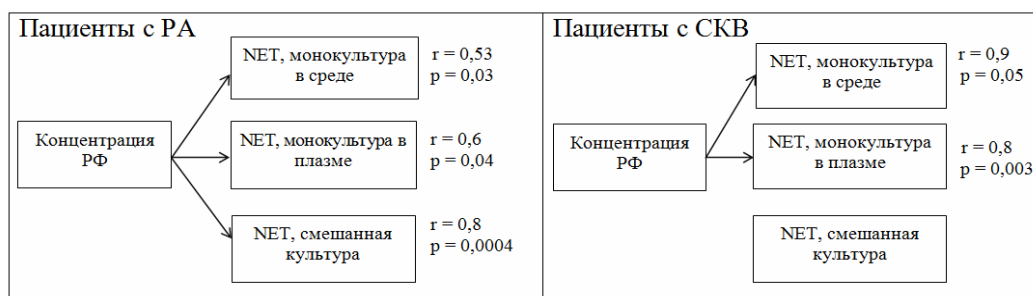 Пациенты с РА
NET, монокультура
в среде
r = 0,53
p = 0,03
Концентрация
РФ
NET, монокультура в
плазме
r = 0,6
p = 0,04
NET, смешанная
культура
r = 0,8
p = 0,0004
Пациенты с СКВ
NET, монокультура
в среде
r = 0,9
p = 0,05
Концентрация
РФ
NET, монокультура
в плазме
r = 0,8
p = 0,003
NET, смешанная
культура